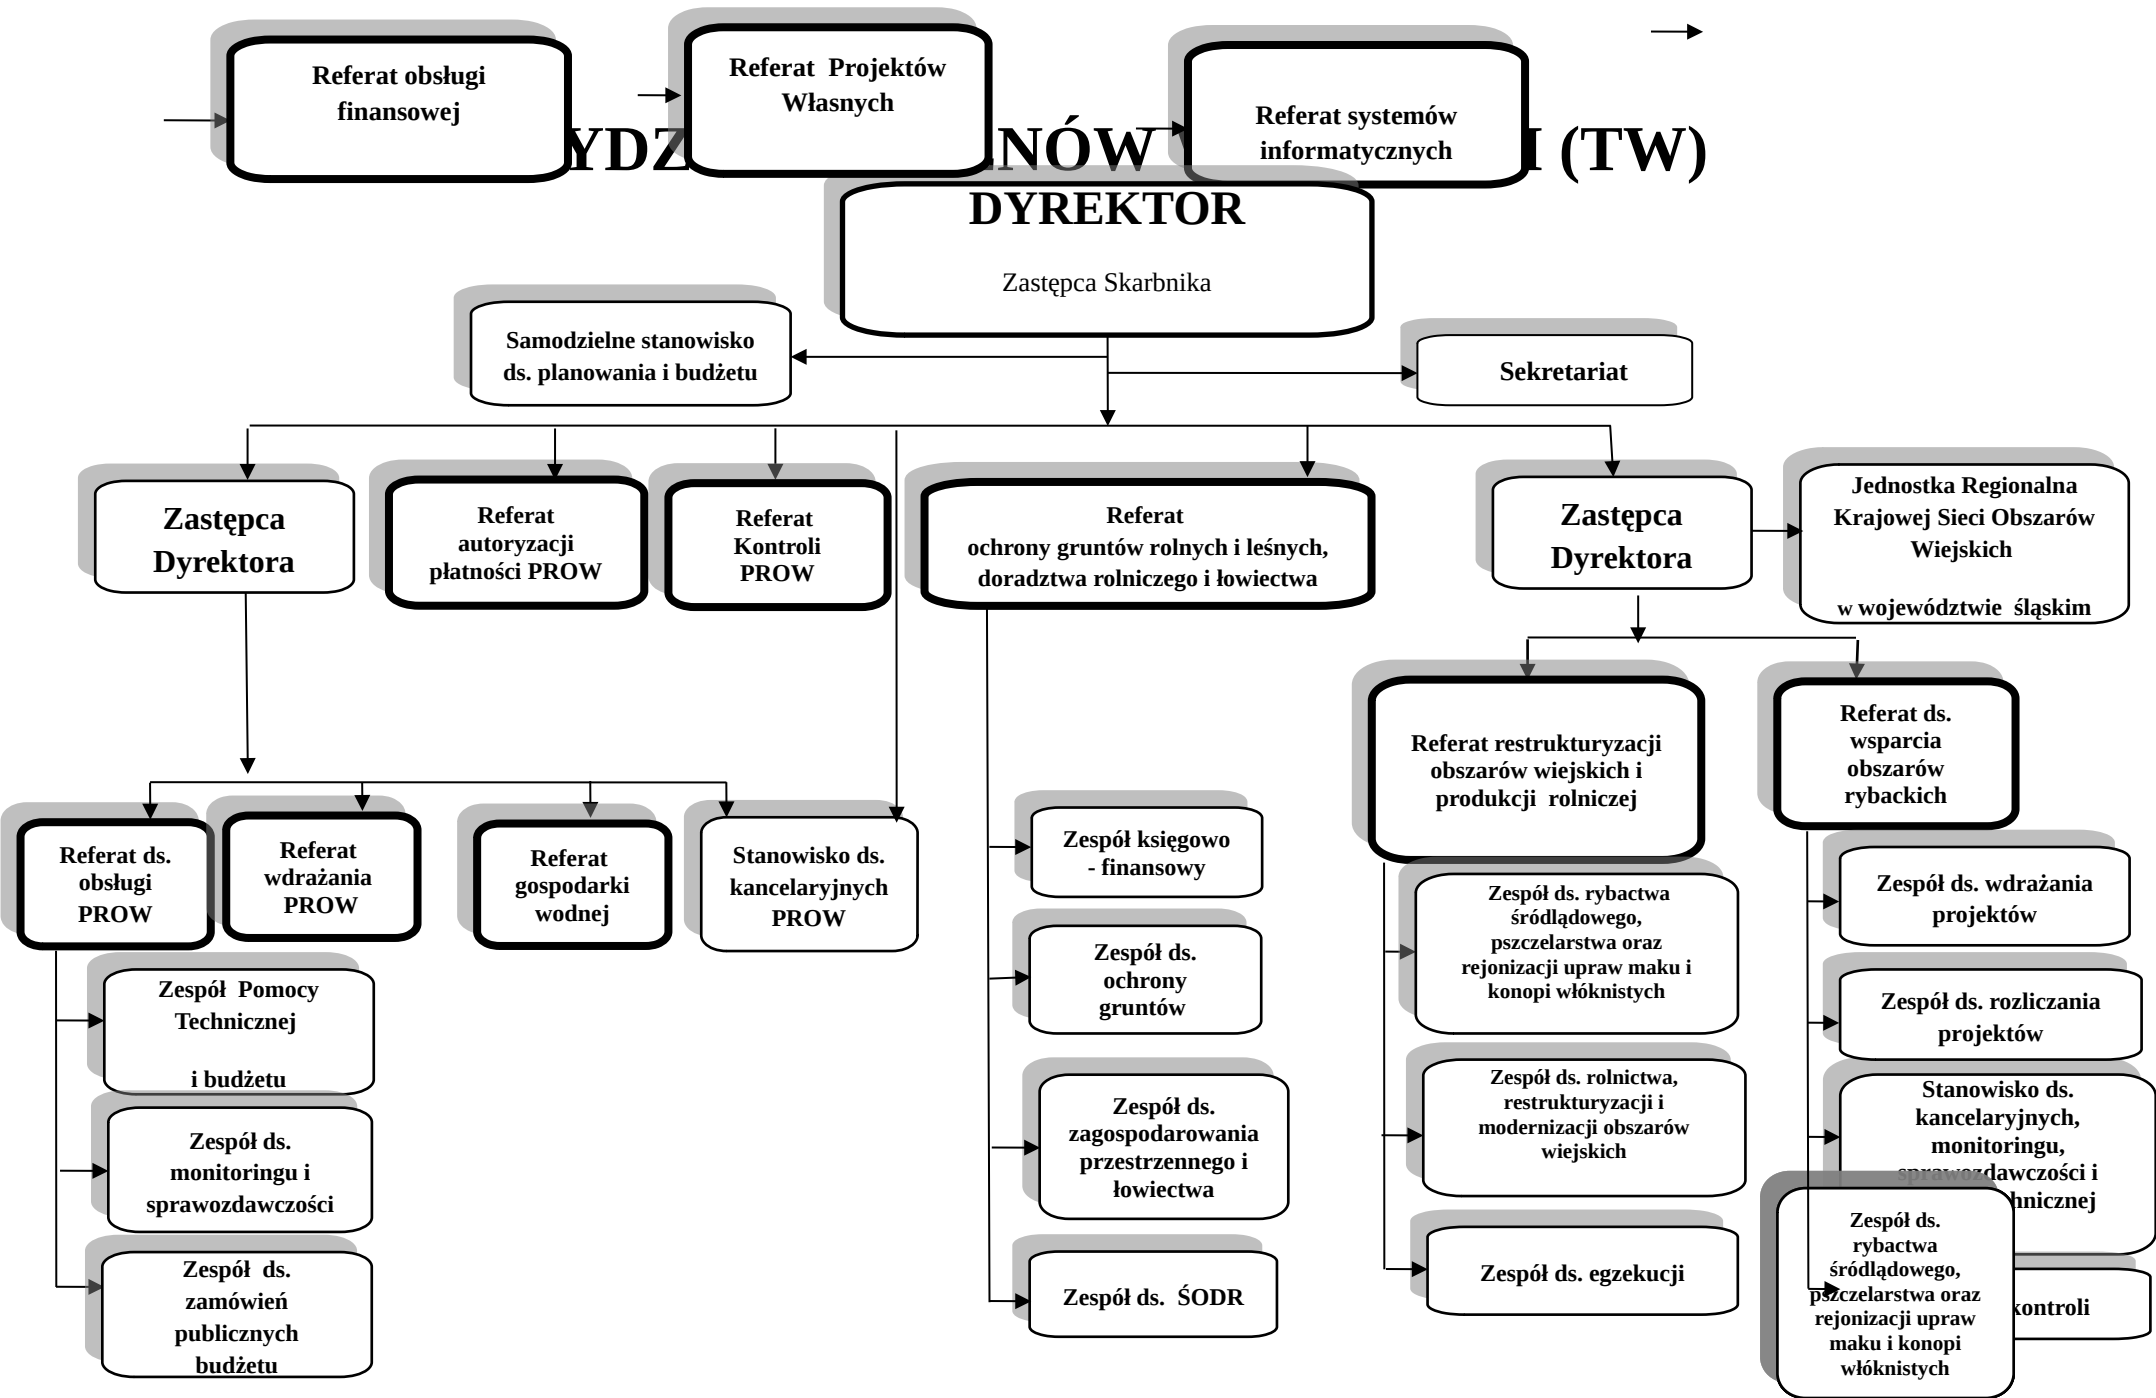 Referat obsługi
finansowej
Referat Projektów
Własnych
Referat systemów
informatycznych
(TW)
DYREKTOR
Zastępca Skarbnika
Samodzielne stanowisko
ds. planowania i budżetu
Sekretariat
Zastępca
Dyrektora
Referat
autoryzacji
płatności PROW
Referat
Kontroli
PROW
Referat
ochrony gruntów rolnych i leśnych,
doradztwa rolniczego i łowiectwa
Zastępca
Dyrektora
Jednostka Regionalna
Krajowej Sieci Obszarów
Wiejskich
w województwie śląskim
Referat ds.
obsługi
PROW
Referat
wdrażania
PROW
Referat
gospodarki
wodnej
Stanowisko ds.
kancelaryjnych
PROW
Zespół Pomocy
Technicznej
i budżetu
Zespół ds.
monitoringu i
sprawozdawczości
Zespół ds.
zamówień
publicznych
budżetu
Zespół księgowo
- finansowy
Zespół ds.
ochrony
gruntów
Zespół ds.
zagospodarowania
przestrzennego i
łowiectwa
Zespół ds. ŚODR
Referat restrukturyzacji
obszarów wiejskich i
produkcji rolniczej
Zespół ds. rybactwa
śródlądowego,
pszczelarstwa oraz
rejonizacji upraw maku i
konopi włóknistych
Zespół ds. rolnictwa,
restrukturyzacji i
modernizacji obszarów
wiejskich
Zespół ds. egzekucji
Referat ds.
wsparcia
obszarów
rybackich
Zespół ds. wdrażania
projektów
Zespół ds. rozliczania
projektów
Stanowisko ds.
kancelaryjnych,
monitoringu,
sprawozdawczości i
kontroli
Zespół ds.
rybactwa
śródlądowego,
pszczelarstwa oraz
rejonizacji upraw
maku i konopi
włóknistych